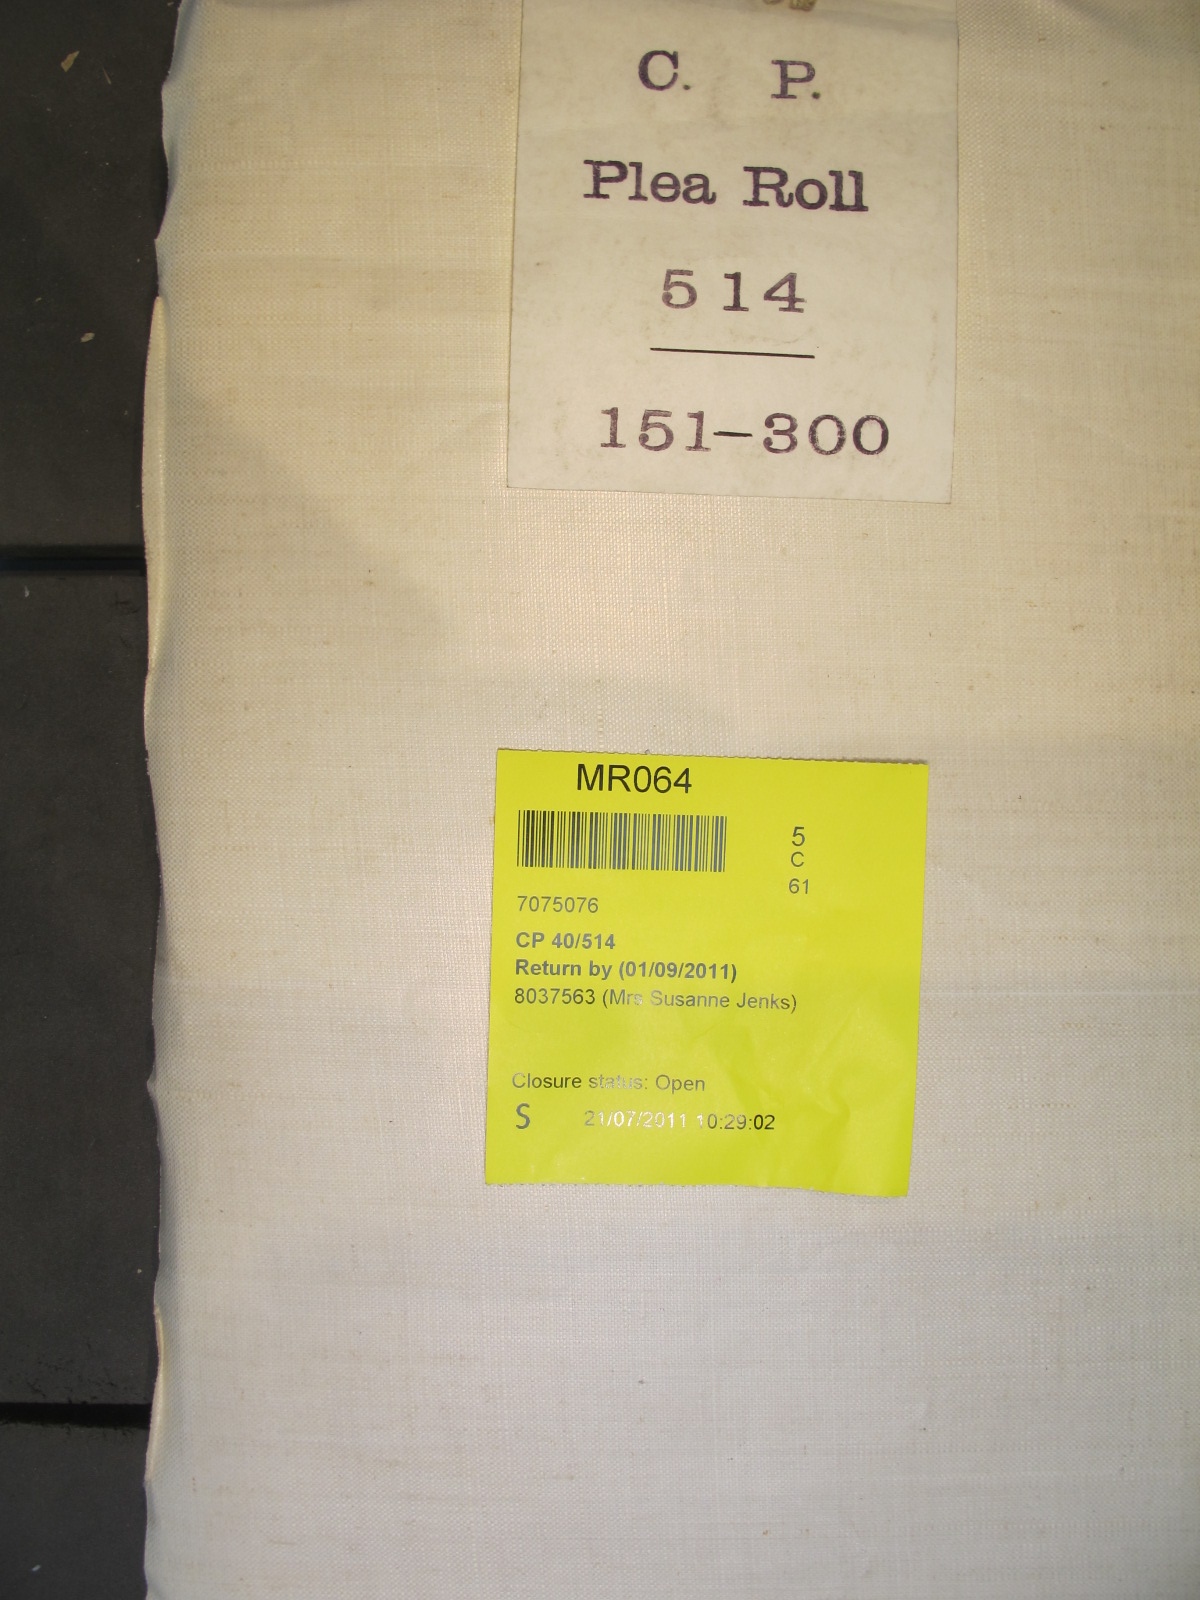 C. P.
Plea Roll
514
151-300
MR064
5
C
61
7075076
CP 40/514
Return by (01/09/2011)
8037563 (Mrs Susanne Jenks)
Closure status: Open
S 21/07/2011 10:29:02